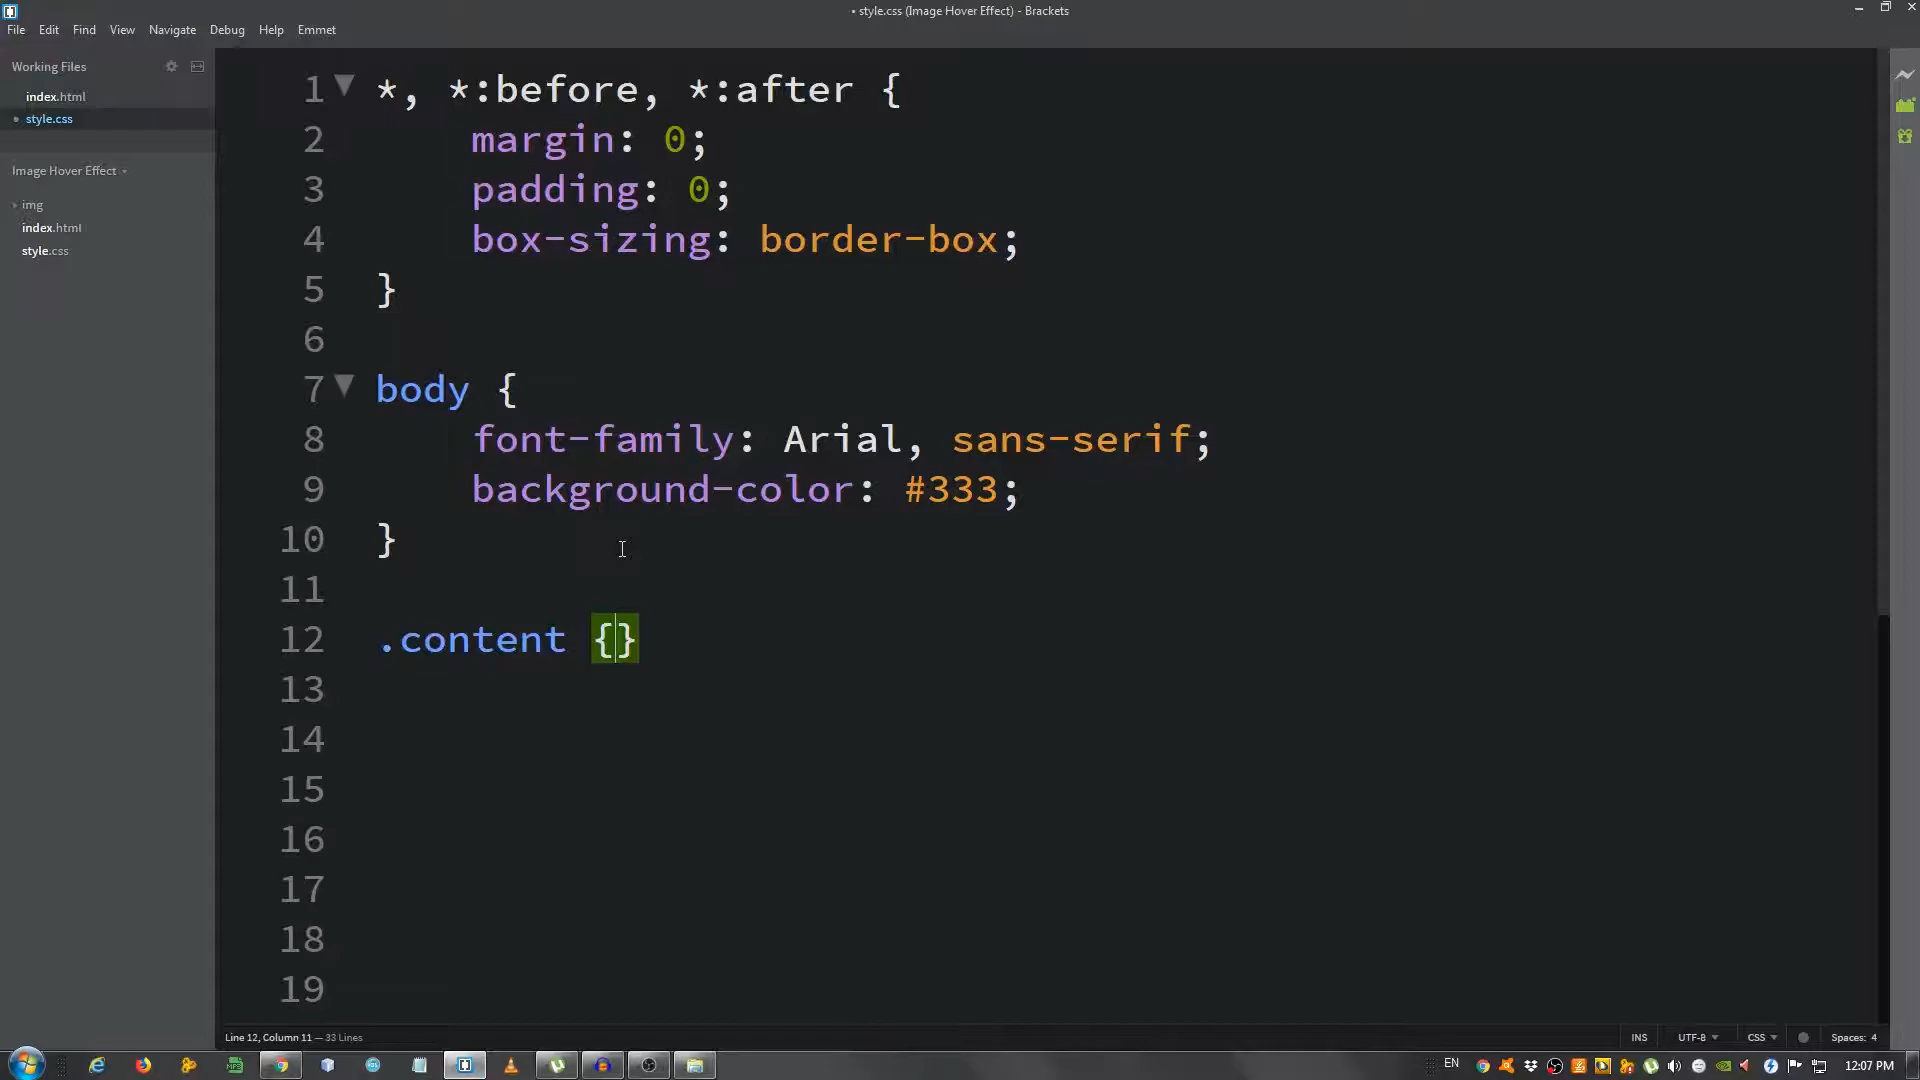 • style.css (Image Hover Effect) - Brackets
File Edit Find View Navigate Debug Help Emmet
Working Files
index.html
• style.css
Image Hover Effect
img
index.html
style.css
1 *, *:before, *:after {
2 margin: 0;
3 padding: 0;
4 box-sizing: border-box;
5 }
6
7 body {
8 font-family: Arial, sans-serif;
9 background-color: #333;
10 }
11
12 .content {}
13
14
15
16
17
18
19
Line 12, Column 11 — 33 Lines
INS UTF-8 CSS Spaces: 4
EN 12:07 PM